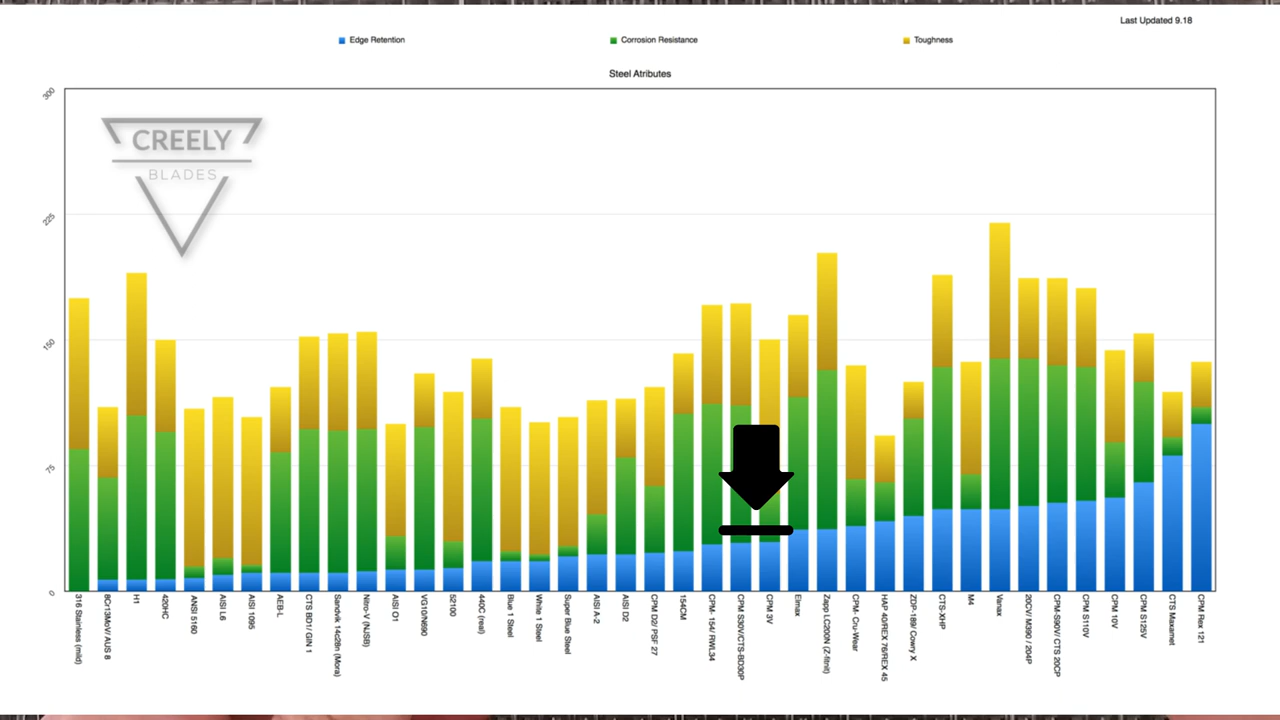 Last Updated 9.18
Edge Retention
Corrosion Resistance
Toughness
Steel Atributes
300
225
150
75
0
CREELY
BLADES
316 Stainless (mild)
8Cr13MoV/ AUS 8
H1
420HC
ANSI 5160
AISI L6
AISI 1095
AEB-L
CTS BD1/ GIN 1
Sandvik 14c28n (Mora)
Nitro-V (NJSB)
AISI O1
VG10/N690
52100
440C (real)
Blue 1 Steel
White 1 Steel
Super Blue Steel
AISI A-2
AISI D2
CPM D2/ PSF 27
154CM
CPM- 154/ RWL34
CPM S30V/CTS-BD30P
CPM 3V
Elmax
Zapp LC200N (Z-finit)
CPM- Cru-Wear
HAP 40/REX 76/REX 45
ZDP-189/ Cowry X
CTS-XHP
M4
Vanax
20CV/ M390 / 204P
CPM-S90V/ CTS 20CP
CPM S110V
CPM 10V
CPM S125V
CTS Maxamet
CPM Rex 121